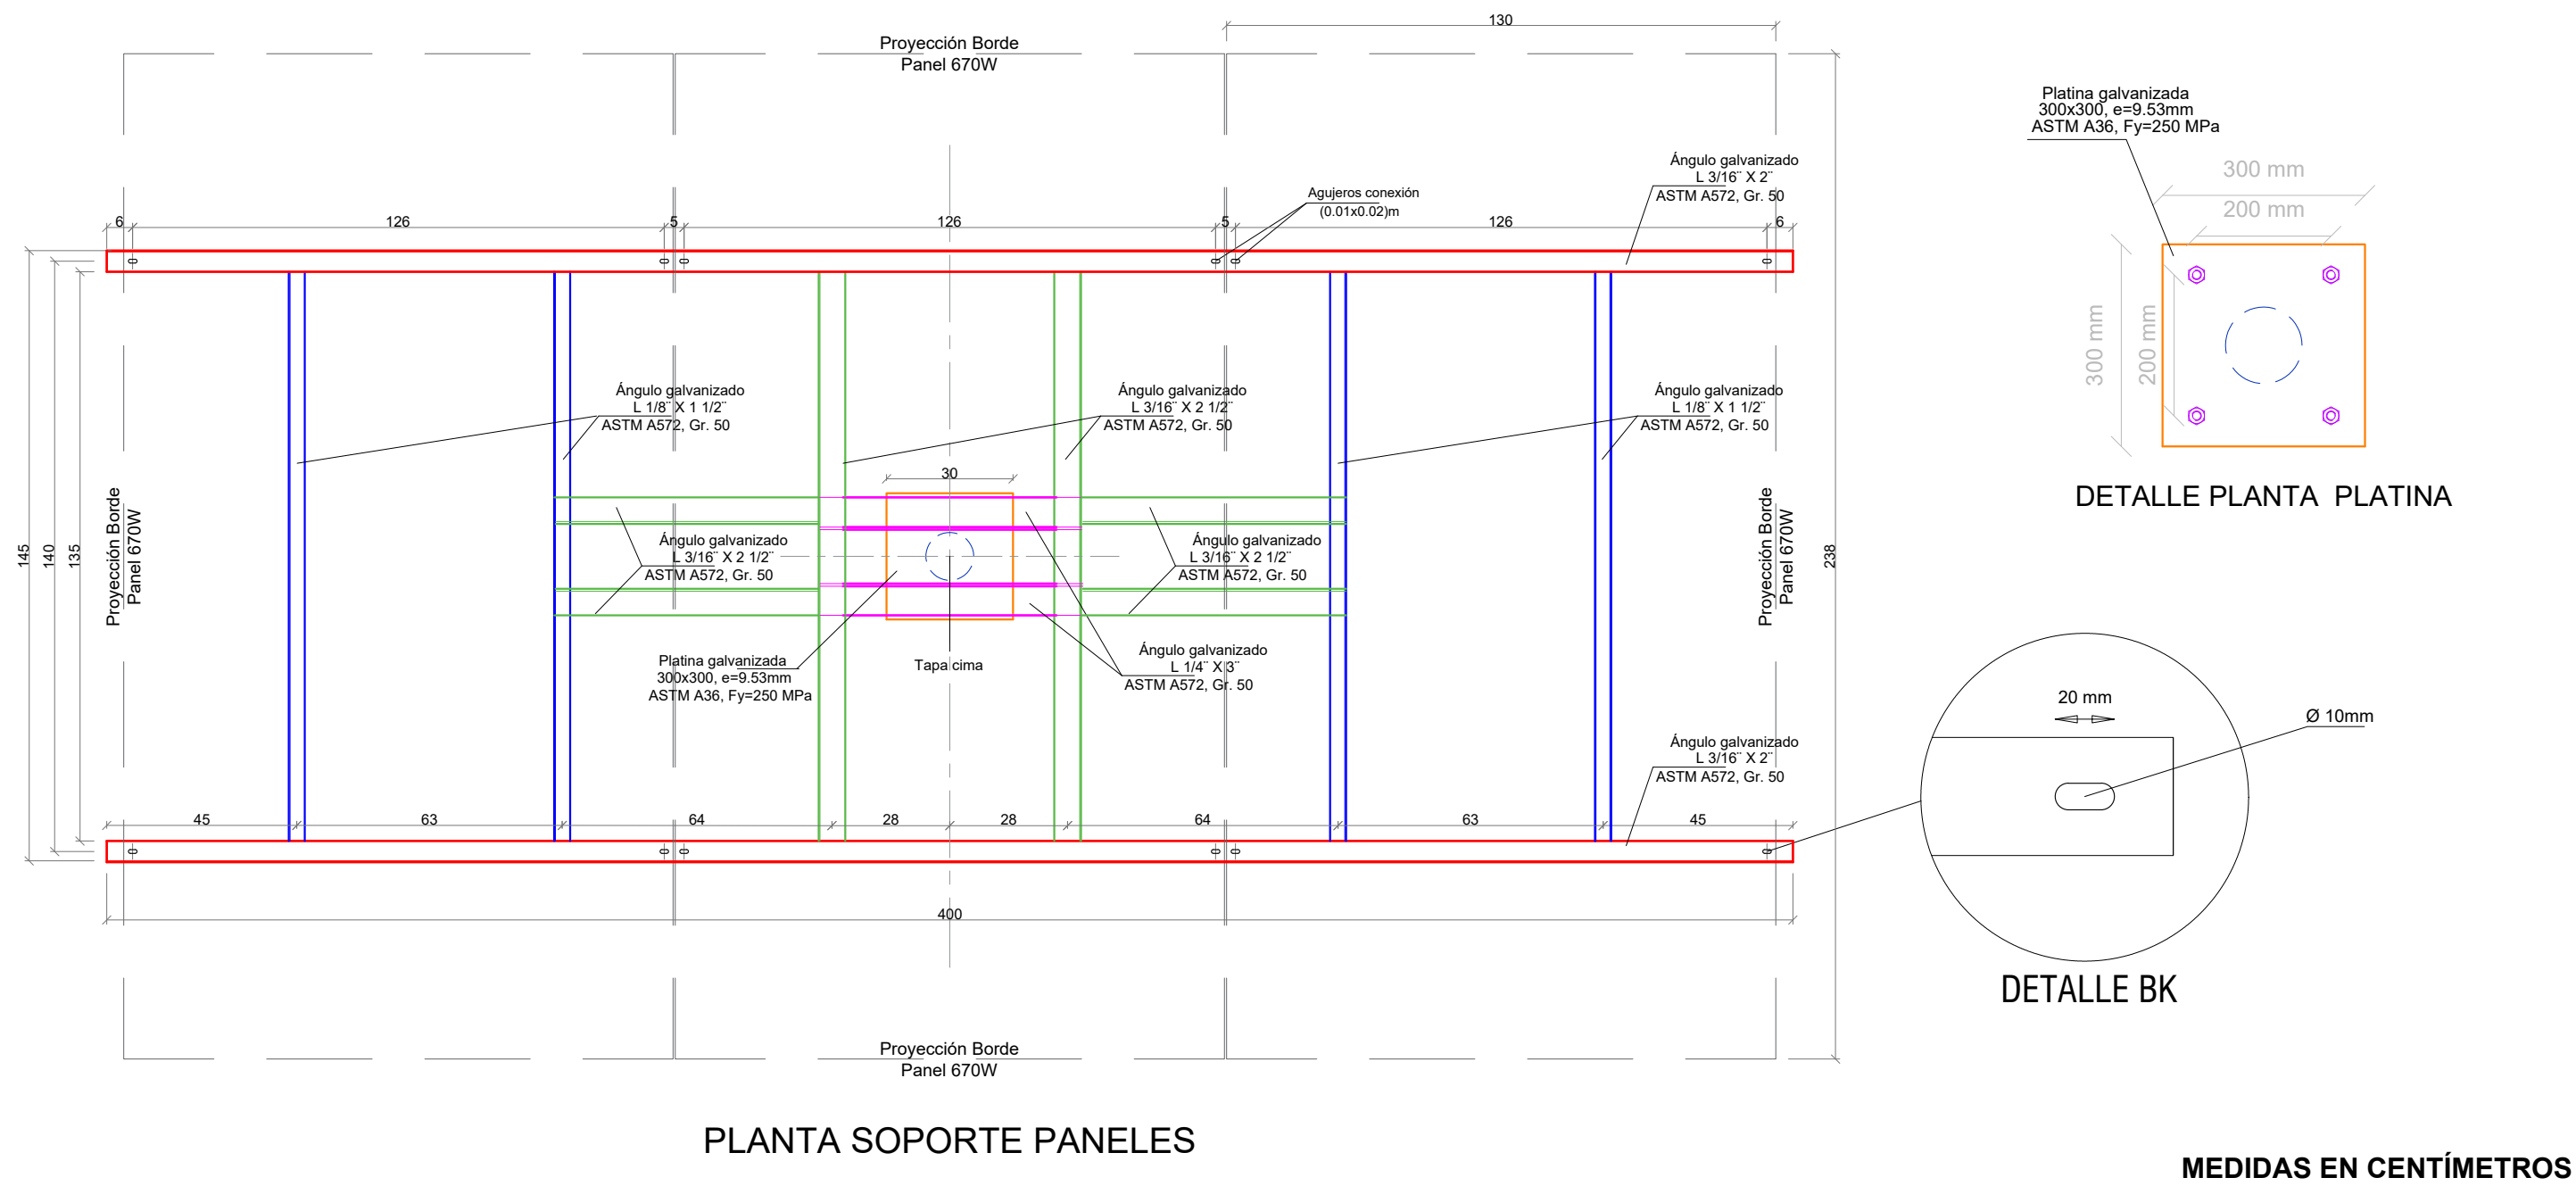 130
Proyección Borde
Panel 670W
Platina galvanizada
300x300, e=9.53mm
ASTM A36, Fy=250 MPa
300 mm
200 mm
300 mm
200 mm
DETALLE PLANTA  PLATINA
Ángulo galvanizado
L 3/16¨ X 2¨
ASTM A572, Gr. 50
Agujeros conexión
(0.01x0.02)m
6
126
5
126
5
126
6
Ángulo galvanizado
L 1/8¨ X 1 1/2¨
ASTM A572, Gr. 50
Ángulo galvanizado
L 3/16¨ X 2 1/2¨
ASTM A572, Gr. 50
Ángulo galvanizado
L 1/8¨ X 1 1/2¨
ASTM A572, Gr. 50
30
145
140
135
Proyección Borde
Panel 670W
Ángulo galvanizado
L 3/16¨ X 2 1/2¨
ASTM A572, Gr. 50
Ángulo galvanizado
L 3/16¨ X 2 1/2¨
ASTM A572, Gr. 50
Proyección Borde
Panel 670W
238
Platina galvanizada
300x300, e=9.53mm
ASTM A36, Fy=250 MPa
Tapa cima
Ángulo galvanizado
L 1/4¨ X 3¨
ASTM A572, Gr. 50
20 mm
Ø 10mm
DETALLE BK
Ángulo galvanizado
L 3/16¨ X 2¨
ASTM A572, Gr. 50
45
63
64
28
28
64
63
45
400
Proyección Borde
Panel 670W
PLANTA SOPORTE PANELES
MEDIDAS EN CENTÍMETROS